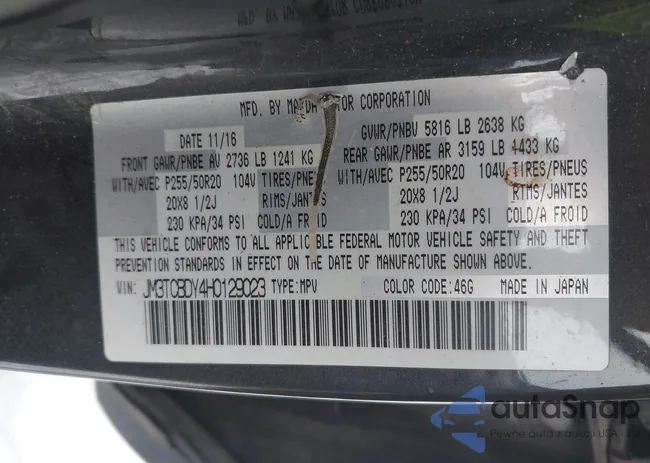 MFD. BY MAZDA MOTOR CORPORATION
DATE 11/16
GVWR/PNBV 5816 LB 2638 KG
FRONT GAWR/PNBE AV 2736 LB 1241 KG
REAR GAWR/PNBE AR 3159 LB 1433 KG
WITH/AVEC P255/50R20 104V TIRES/PNEUS
WITH/AVEC P255/50R20 104V TIRES/PNEUS
20X8 1/2J RIMS/JANTES
20X8 1/2J RIMS/JANTES
230 KPA/34 PSI COLD/A FROID
230 KPA/34 PSI COLD/A FROID
THIS VEHICLE CONFORMS TO ALL APPLICABLE FEDERAL MOTOR VEHICLE SAFETY AND THEFT
PREVENTION STANDARDS IN EFFECT ON THE DATE OF MANUFACTURE SHOWN ABOVE.
VIN: JM3TCBDY4H0129023 TYPE:MPV COLOR CODE:46G MADE IN JAPAN
autoSnap
Pewne auto z aukcji USA